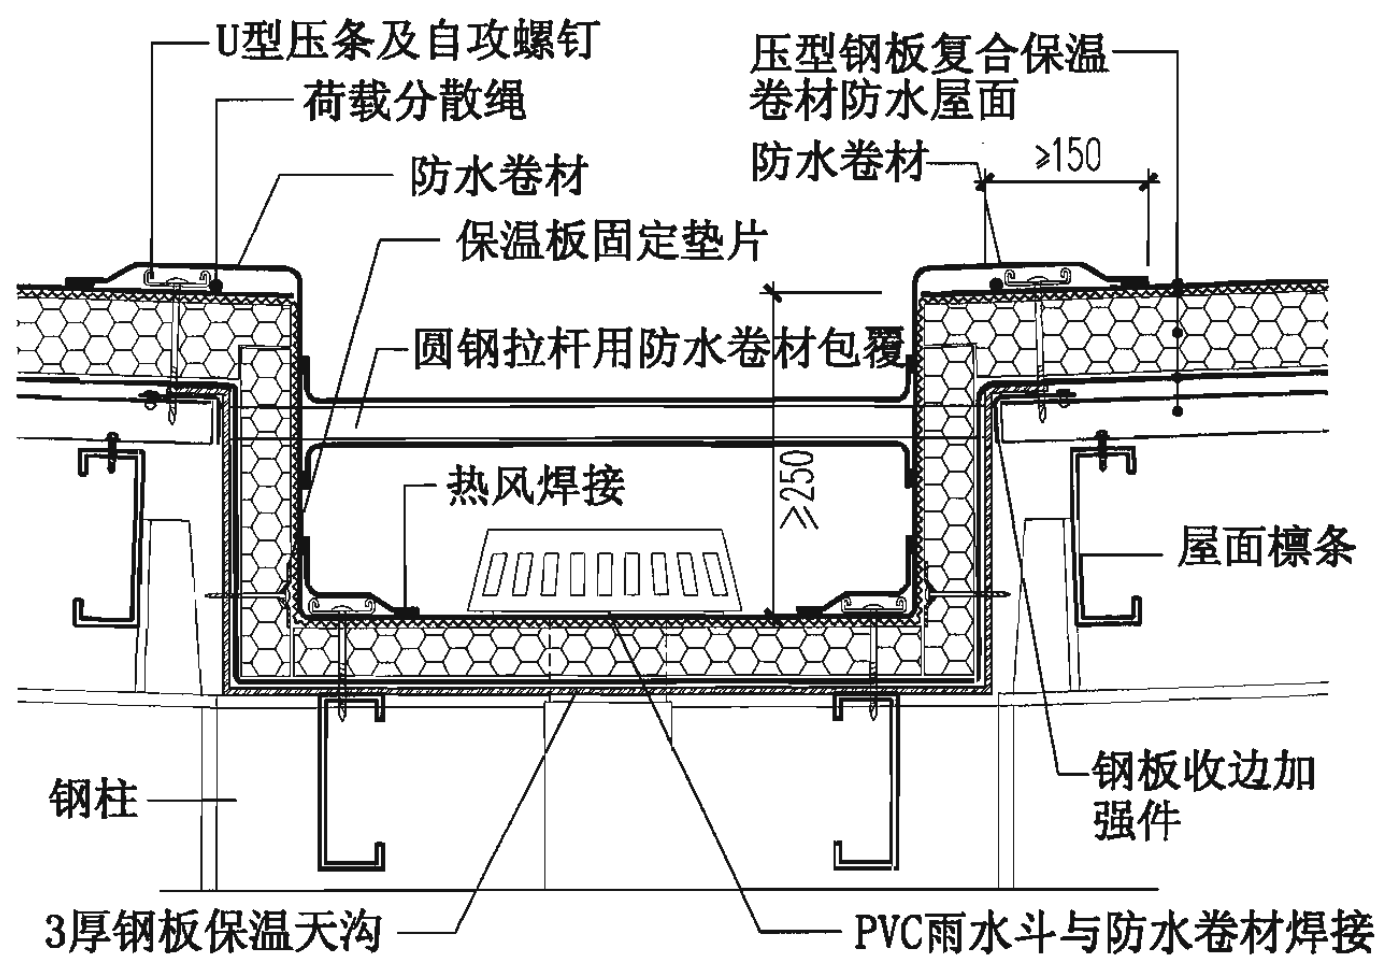 U型压条及自攻螺钉
荷载分散绳
防水卷材
保温板固定垫片
圆钢拉杆用防水卷材包覆
热风焊接
压型钢板复合保温
卷材防水屋面
防水卷材
≥150
≥250
屋面檩条
钢柱
钢板收边加
强件
3厚钢板保温天沟
PVC雨水斗与防水卷材焊接